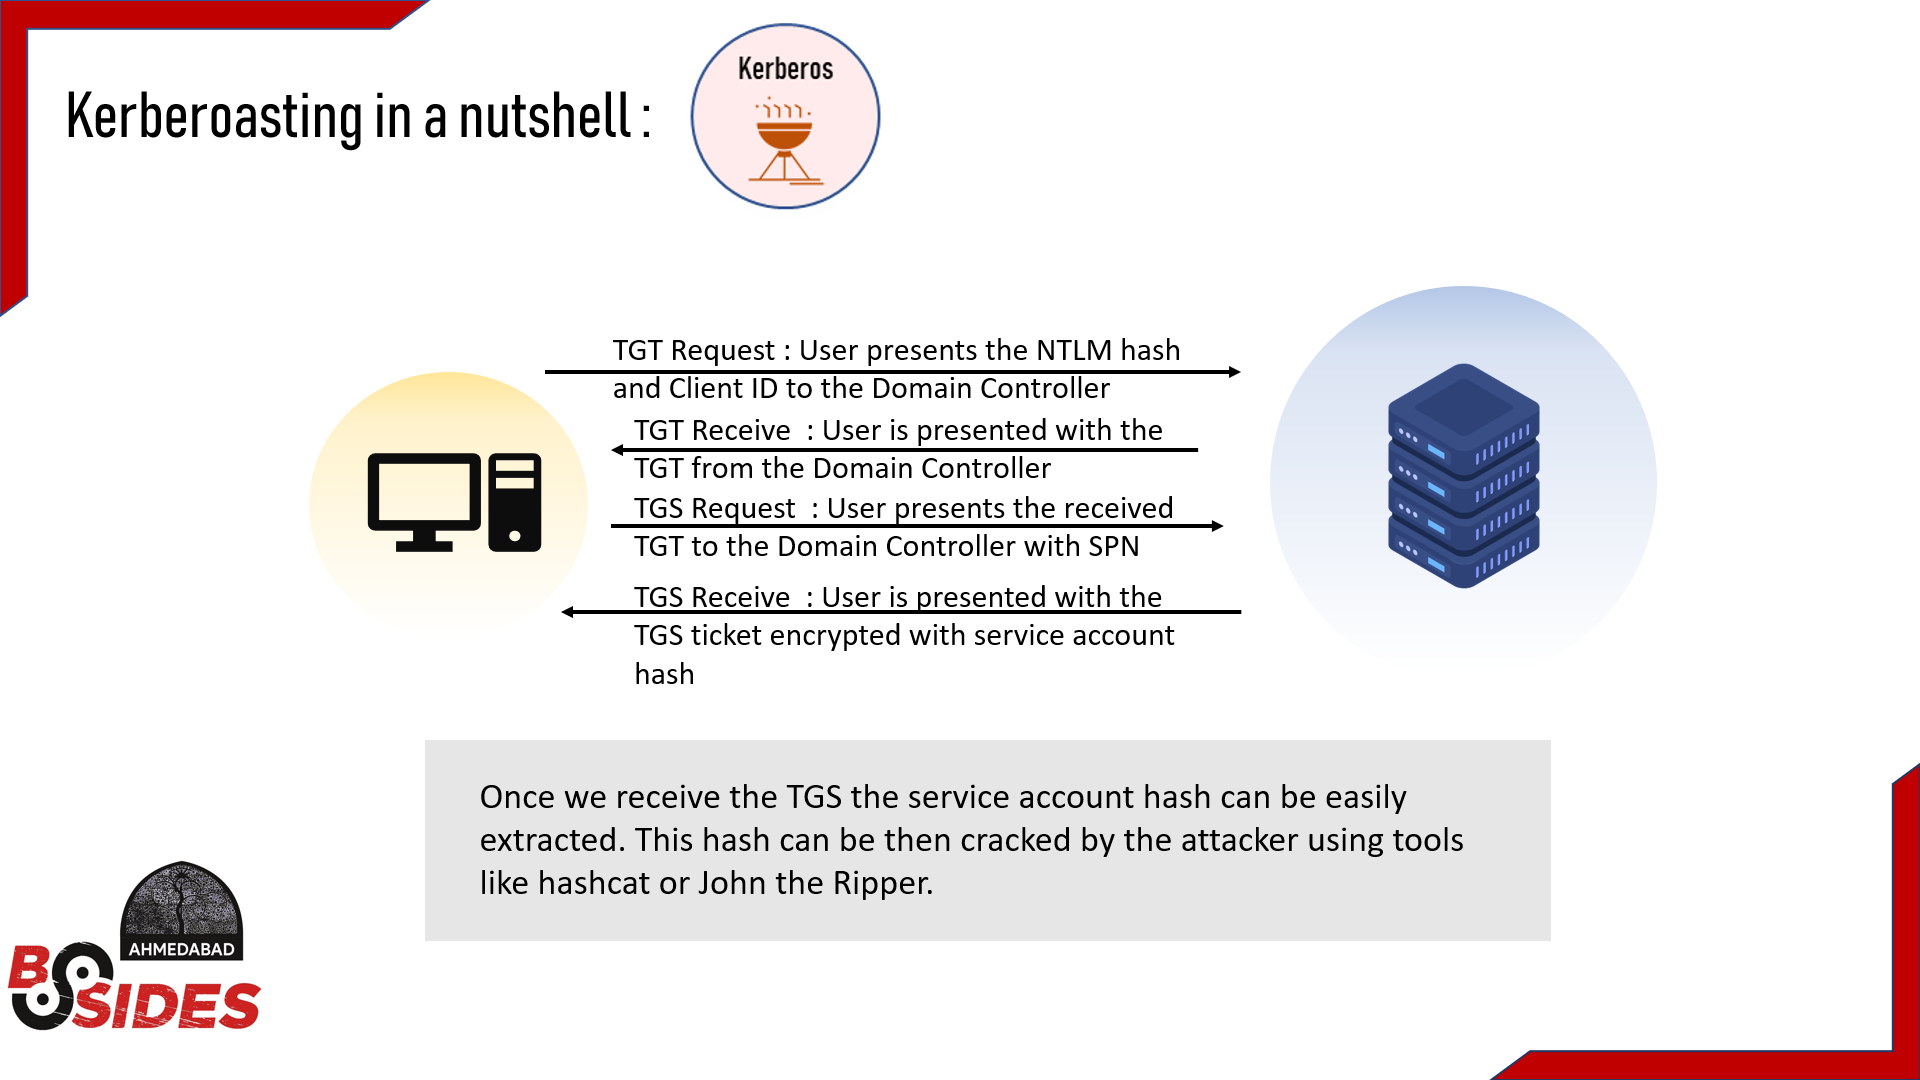 Kerberoasting in a nutshell :
Kerberos
TGT Request : User presents the NTLM hash
and Client ID to the Domain Controller
TGT Receive  : User is presented with the
TGT from the Domain Controller
TGS Request  : User presents the received
TGT to the Domain Controller with SPN
TGS Receive  : User is presented with the
TGS ticket encrypted with service account
hash
Once we receive the TGS the service account hash can be easily
extracted. This hash can be then cracked by the attacker using tools
like hashcat or John the Ripper.
AHMEDABAD
BSIDES